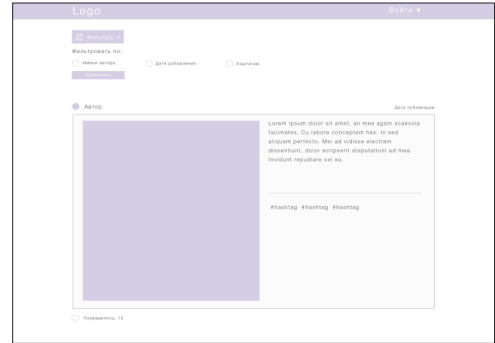 Logo
Войти ▼
Фильтры
Фильтровать по:
Имени автора
Дате добавления
Хэштегам
Применить
Автор
Дата публикации
Lorem ipsum dolor sit amet, an mea agam scaevola
tacimates. Cu labore conceptam has. In sed
aliquam perfecto. Mei ad vidisse electram
dissentiunt, dolor scripserit disputationi ad mea.
Invidunt repudiare vel eu.
#hashtag #hashtag #hashtag
Понравилось: 10